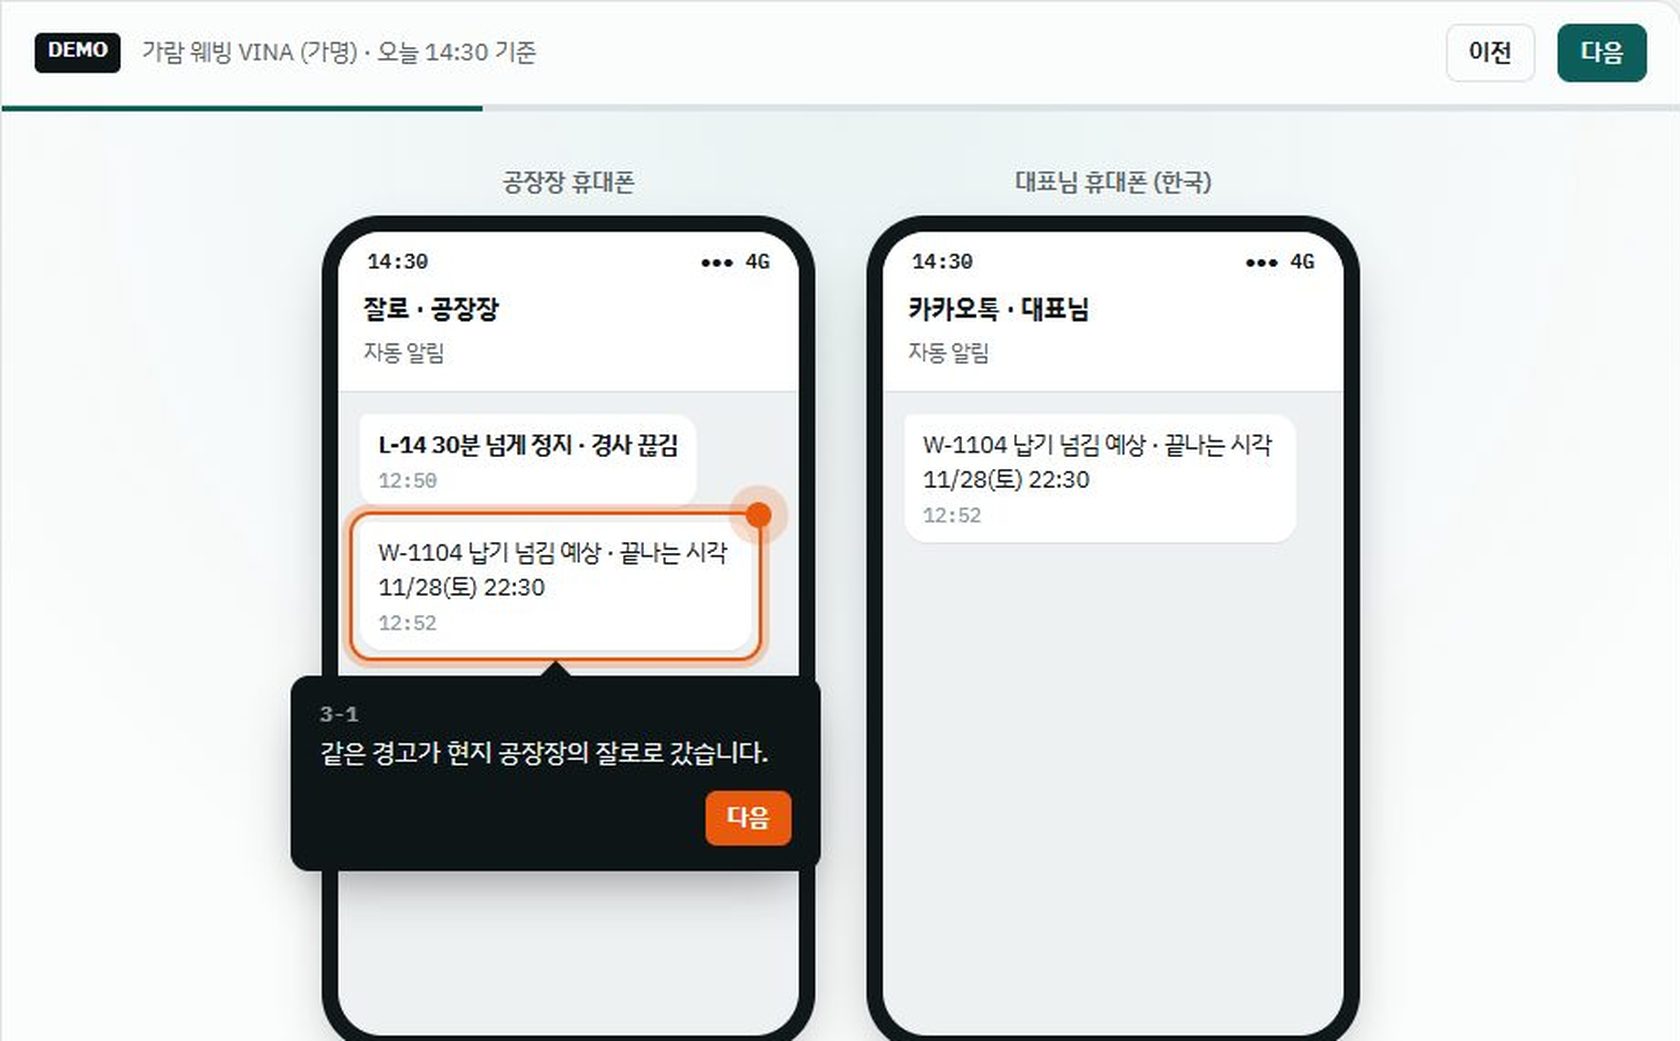 DEMO 가람 웨빙 VINA (가명) · 오늘 14:30 기준
이전
다음
공장장 휴대폰
14:30 ••• 4G
잘로 · 공장장
자동 알림
L-14 30분 넘게 정지 · 경사 끊김
12:50
W-1104 납기 넘김 예상 · 끝나는 시각
11/28(토) 22:30
12:52
3-1
같은 경고가 현지 공장장의 잘로로 갔습니다.
다음
대표님 휴대폰 (한국)
14:30 ••• 4G
카카오톡 · 대표님
자동 알림
W-1104 납기 넘김 예상 · 끝나는 시각
11/28(토) 22:30
12:52